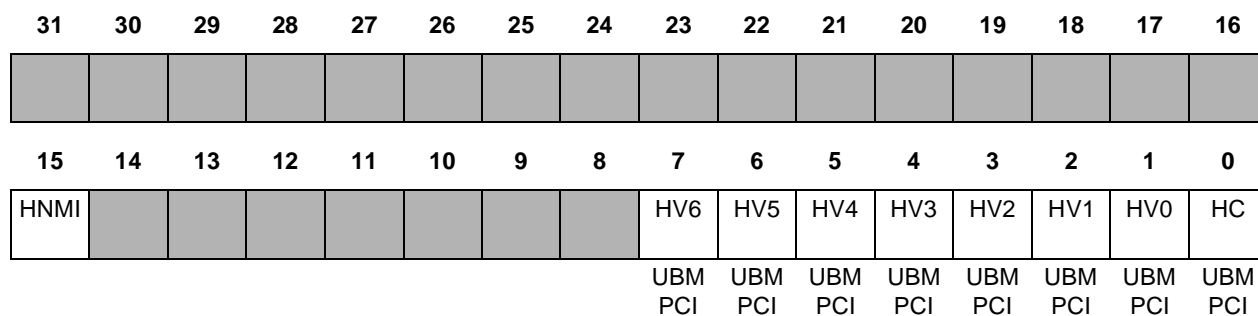 31 30 29 28 27 26 25 24 23 22 21 20 19 18 17 16
15 14 13 12 11 10 9 8 7 6 5 4 3 2 1 0
HNMI HV6 HV5 HV4 HV3 HV2 HV1 HV0 HC
UBM UBM UBM UBM UBM UBM UBM UBM
PCI PCI PCI PCI PCI PCI PCI PCI